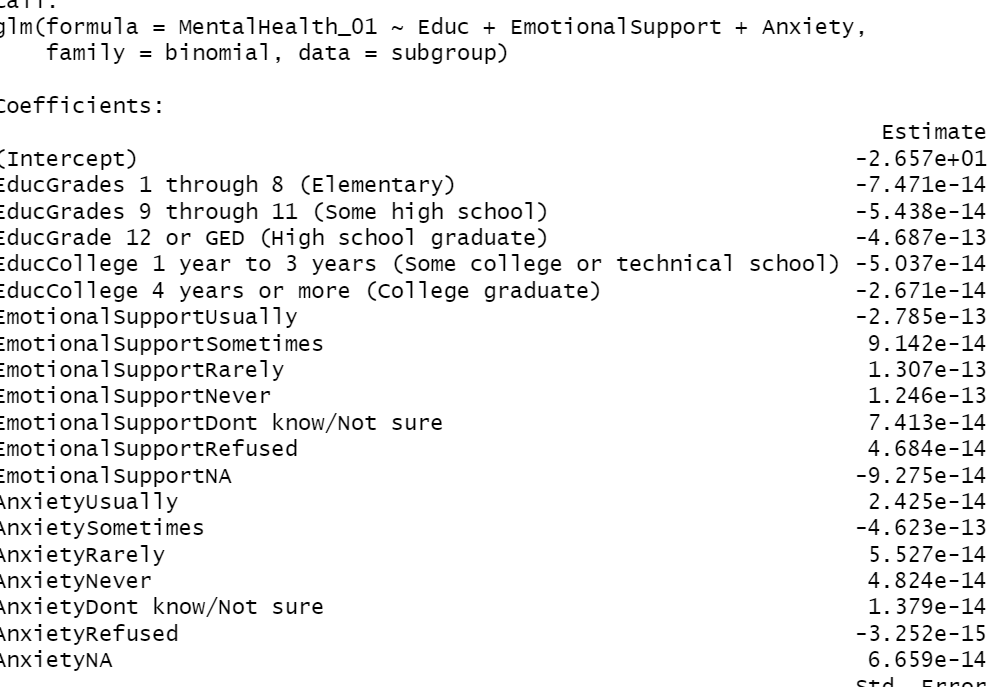 Call:
glm(formula = MentalHealth_01 ~ Educ + EmotionalSupport + Anxiety,
family = binomial, data = subgroup)
Coefficients:
Estimate
(Intercept) -2.657e+01
EducGrades 1 through 8 (Elementary) -7.471e-14
EducGrades 9 through 11 (Some high school) -5.438e-14
EducGrade 12 or GED (High school graduate) -4.687e-13
EducCollege 1 year to 3 years (Some college or technical school) -5.037e-14
EducCollege 4 years or more (College graduate) -2.671e-14
EmotionalSupportUsually -2.785e-13
EmotionalSupportSometimes 9.142e-14
EmotionalSupportRarely 1.307e-13
EmotionalSupportNever 1.246e-13
EmotionalSupportDont know/Not sure 7.413e-14
EmotionalSupportRefused 4.684e-14
EmotionalSupportNA -9.275e-14
AnxietyUsually 2.425e-14
AnxietySometimes -4.623e-13
AnxietyRarely 5.527e-14
AnxietyNever 4.824e-14
AnxietyDont know/Not sure 1.379e-14
AnxietyRefused -3.252e-15
AnxietyNA 6.659e-14
Std. Error